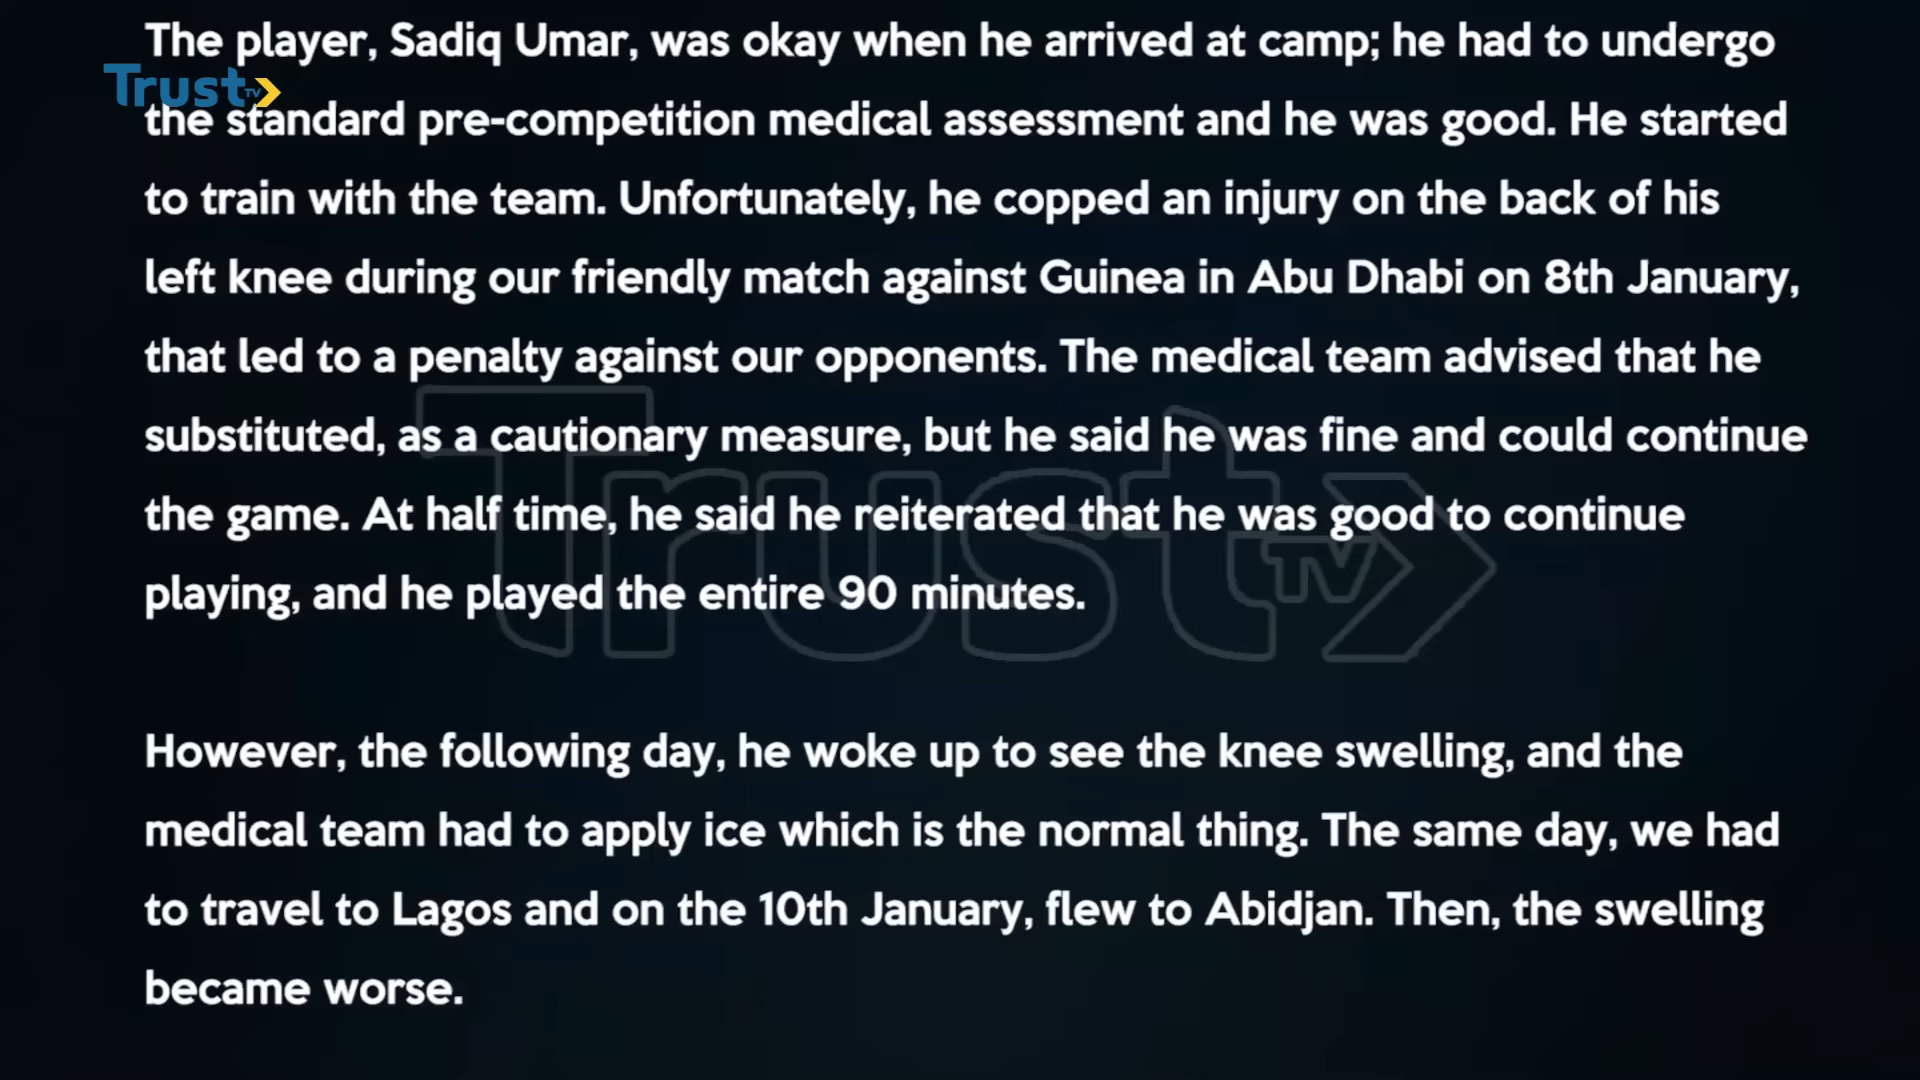 The player, Sadiq Umar, was okay when he arrived at camp; he had to undergo
Trust TV
the standard pre-competition medical assessment and he was good. He started
to train with the team. Unfortunately, he copped an injury on the back of his
left knee during our friendly match against Guinea in Abu Dhabi on 8th January,
that led to a penalty against our opponents. The medical team advised that he
substituted, as a cautionary measure, but he said he was fine and could continue
the game. At half time, he said he reiterated that he was good to continue
Trust TV
playing, and he played the entire 90 minutes.
However, the following day, he woke up to see the knee swelling, and the
medical team had to apply ice which is the normal thing. The same day, we had
to travel to Lagos and on the 10th January, flew to Abidjan. Then, the swelling
became worse.